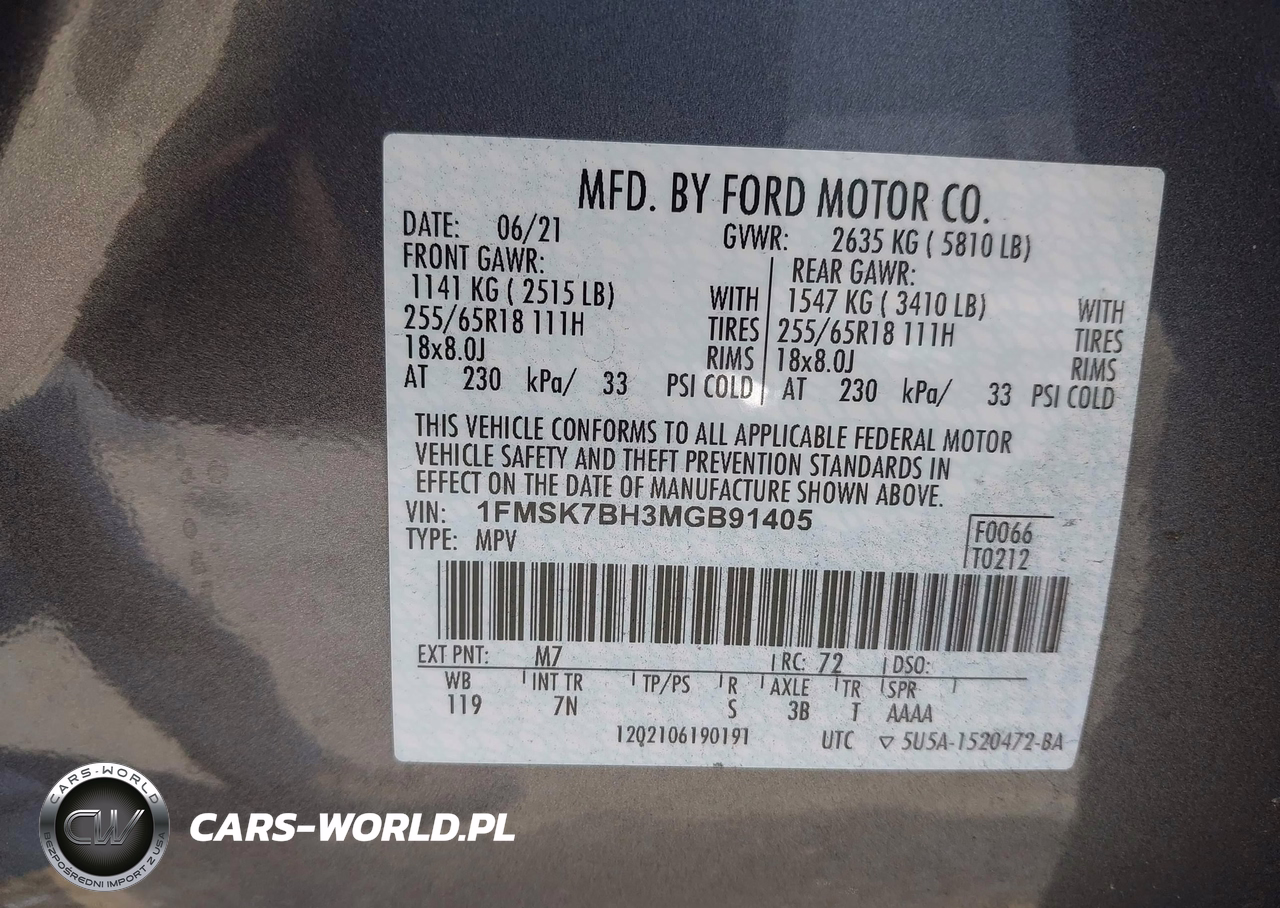 MFD. BY FORD MOTOR CO.
DATE: 06/21 GVWR: 2635 KG ( 5810 LB)
FRONT GAWR: REAR GAWR:
1141 KG ( 2515 LB) WITH 1547 KG ( 3410 LB) WITH
255/65R18 111H TIRES 255/65R18 111H TIRES
18x8.0J RIMS 18x8.0J RIMS
AT 230 kPa/ 33 PSI COLD AT 230 kPa/ 33 PSI COLD
THIS VEHICLE CONFORMS TO ALL APPLICABLE FEDERAL MOTOR
VEHICLE SAFETY AND THEFT PREVENTION STANDARDS IN
EFFECT ON THE DATE OF MANUFACTURE SHOWN ABOVE.
VIN: 1FMSK7BH3MGB91405
TYPE: MPV
F0066
T0212
EXT PNT: M7 RC: 72 DSO:
WB INT TR TP/PS R AXLE TR SPR
119 7N S 3B T AAAA
12Q2106190191 UTC ▽ 5U5A-1520472-BA
CARS-WORLD
CW
BEZPOŚREDNI IMPORT Z USA
CARS-WORLD.PL